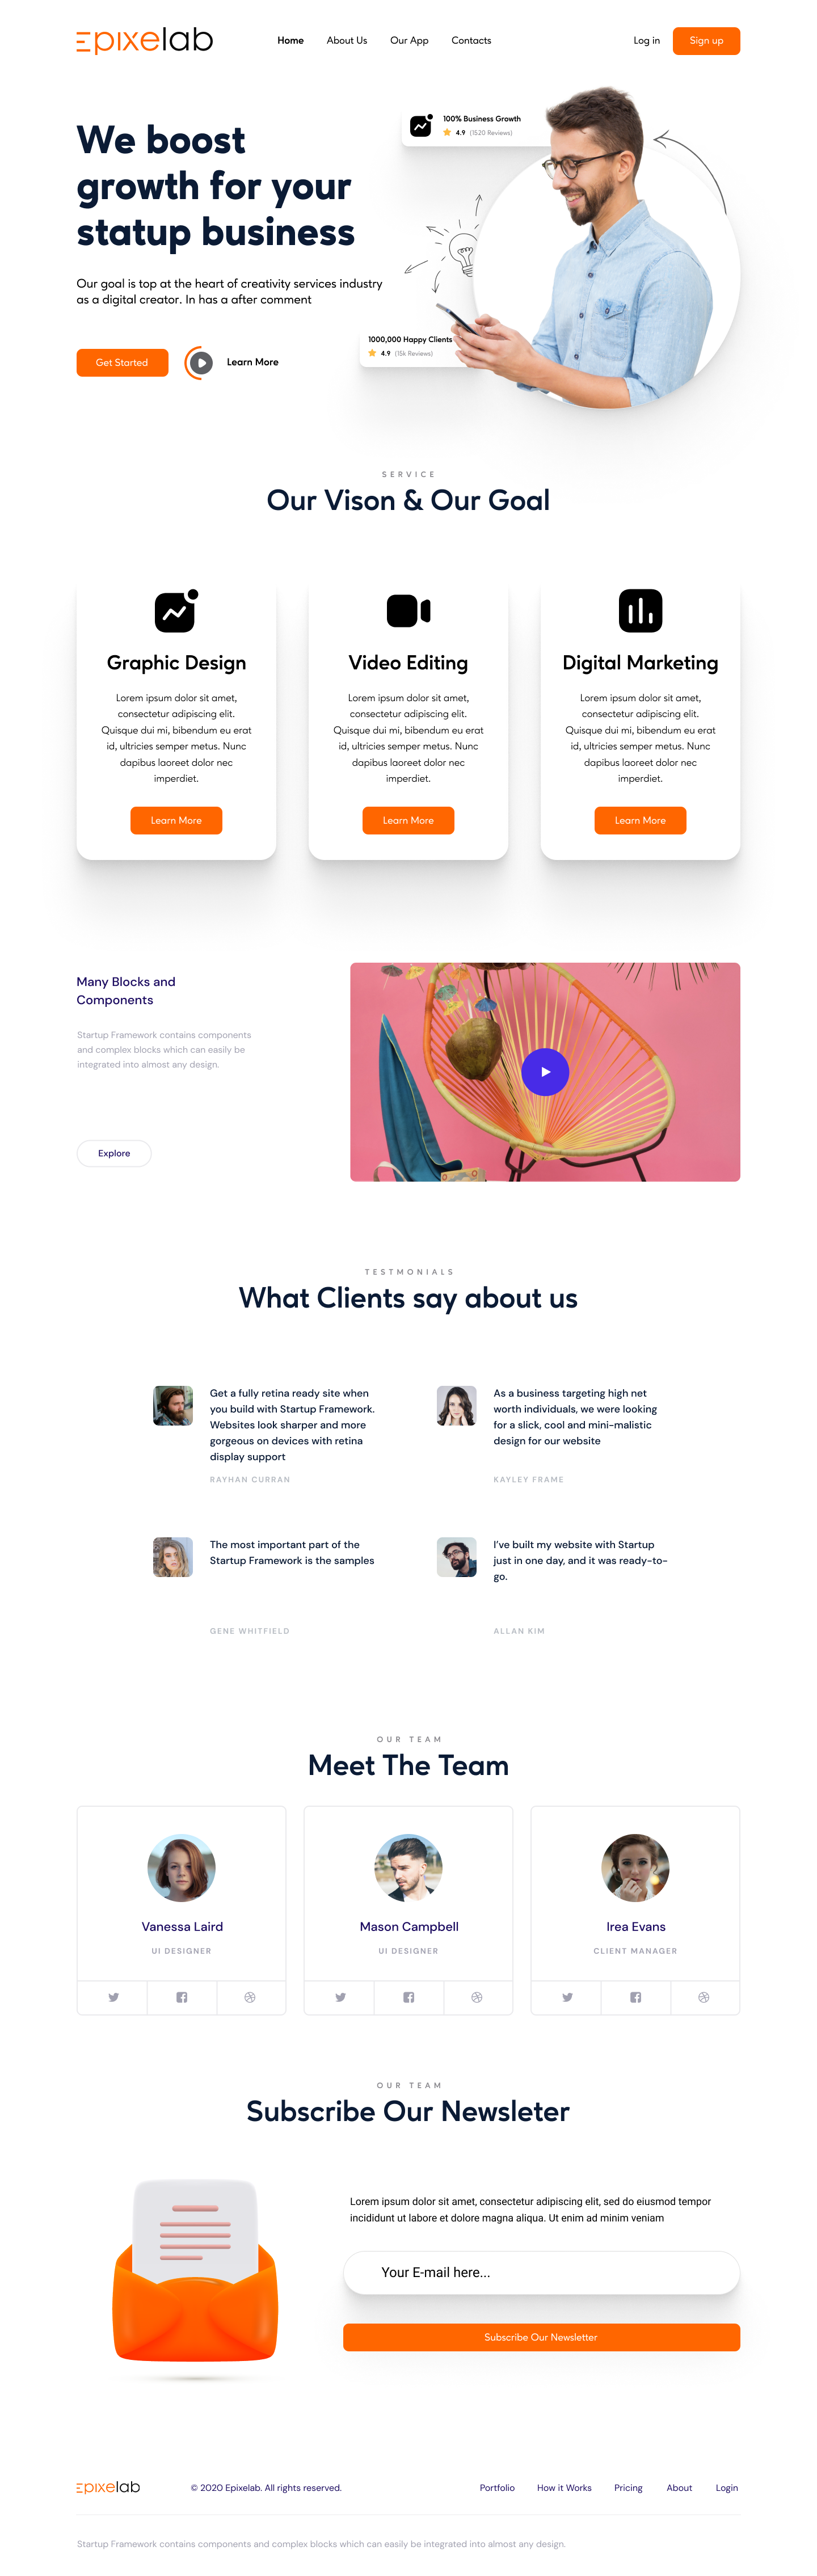 Epixelab
Home About Us Our App Contacts
Log in Sign up
We boost
growth for your
statup business
100% Business Growth
4.9 (1520 Reviews)
Our goal is top at the heart of creativity services industry
as a digital creator. In has a after comment
1000,000 Happy Clients
4.9 (15k Reviews)
Get Started
Learn More
SERVICE
Our Vison & Our Goal
Graphic Design
Lorem ipsum dolor sit amet,
consectetur adipiscing elit.
Quisque dui mi, bibendum eu erat
id, ultricies semper metus. Nunc
dapibus laoreet dolor nec
imperdiet.
Learn More
Video Editing
Lorem ipsum dolor sit amet,
consectetur adipiscing elit.
Quisque dui mi, bibendum eu erat
id, ultricies semper metus. Nunc
dapibus laoreet dolor nec
imperdiet.
Learn More
Digital Marketing
Lorem ipsum dolor sit amet,
consectetur adipiscing elit.
Quisque dui mi, bibendum eu erat
id, ultricies semper metus. Nunc
dapibus laoreet dolor nec
imperdiet.
Learn More
Many Blocks and
Components
Startup Framework contains components
and complex blocks which can easily be
integrated into almost any design.
Explore
TESTMONIALS
What Clients say about us
Get a fully retina ready site when
you build with Startup Framework.
Websites look sharper and more
gorgeous on devices with retina
display support
RAYHAN CURRAN
As a business targeting high net
worth individuals, we were looking
for a slick, cool and mini-malistic
design for our website
KAYLEY FRAME
The most important part of the
Startup Framework is the samples
GENE WHITFIELD
I've built my website with Startup
just in one day, and it was ready-to-
go.
ALLAN KIM
OUR TEAM
Meet The Team
Vanessa Laird
UI DESIGNER
Mason Campbell
UI DESIGNER
Irea Evans
CLIENT MANAGER
OUR TEAM
Subscribe Our Newsleter
Lorem ipsum dolor sit amet, consectetur adipiscing elit, sed do eiusmod tempor
incididunt ut labore et dolore magna aliqua. Ut enim ad minim veniam
Your E-mail here...
Subscribe Our Newsletter
Epixelab
© 2020 Epixelab. All rights reserved.
Portfolio How it Works Pricing About Login
Startup Framework contains components and complex blocks which can easily be integrated into almost any design.